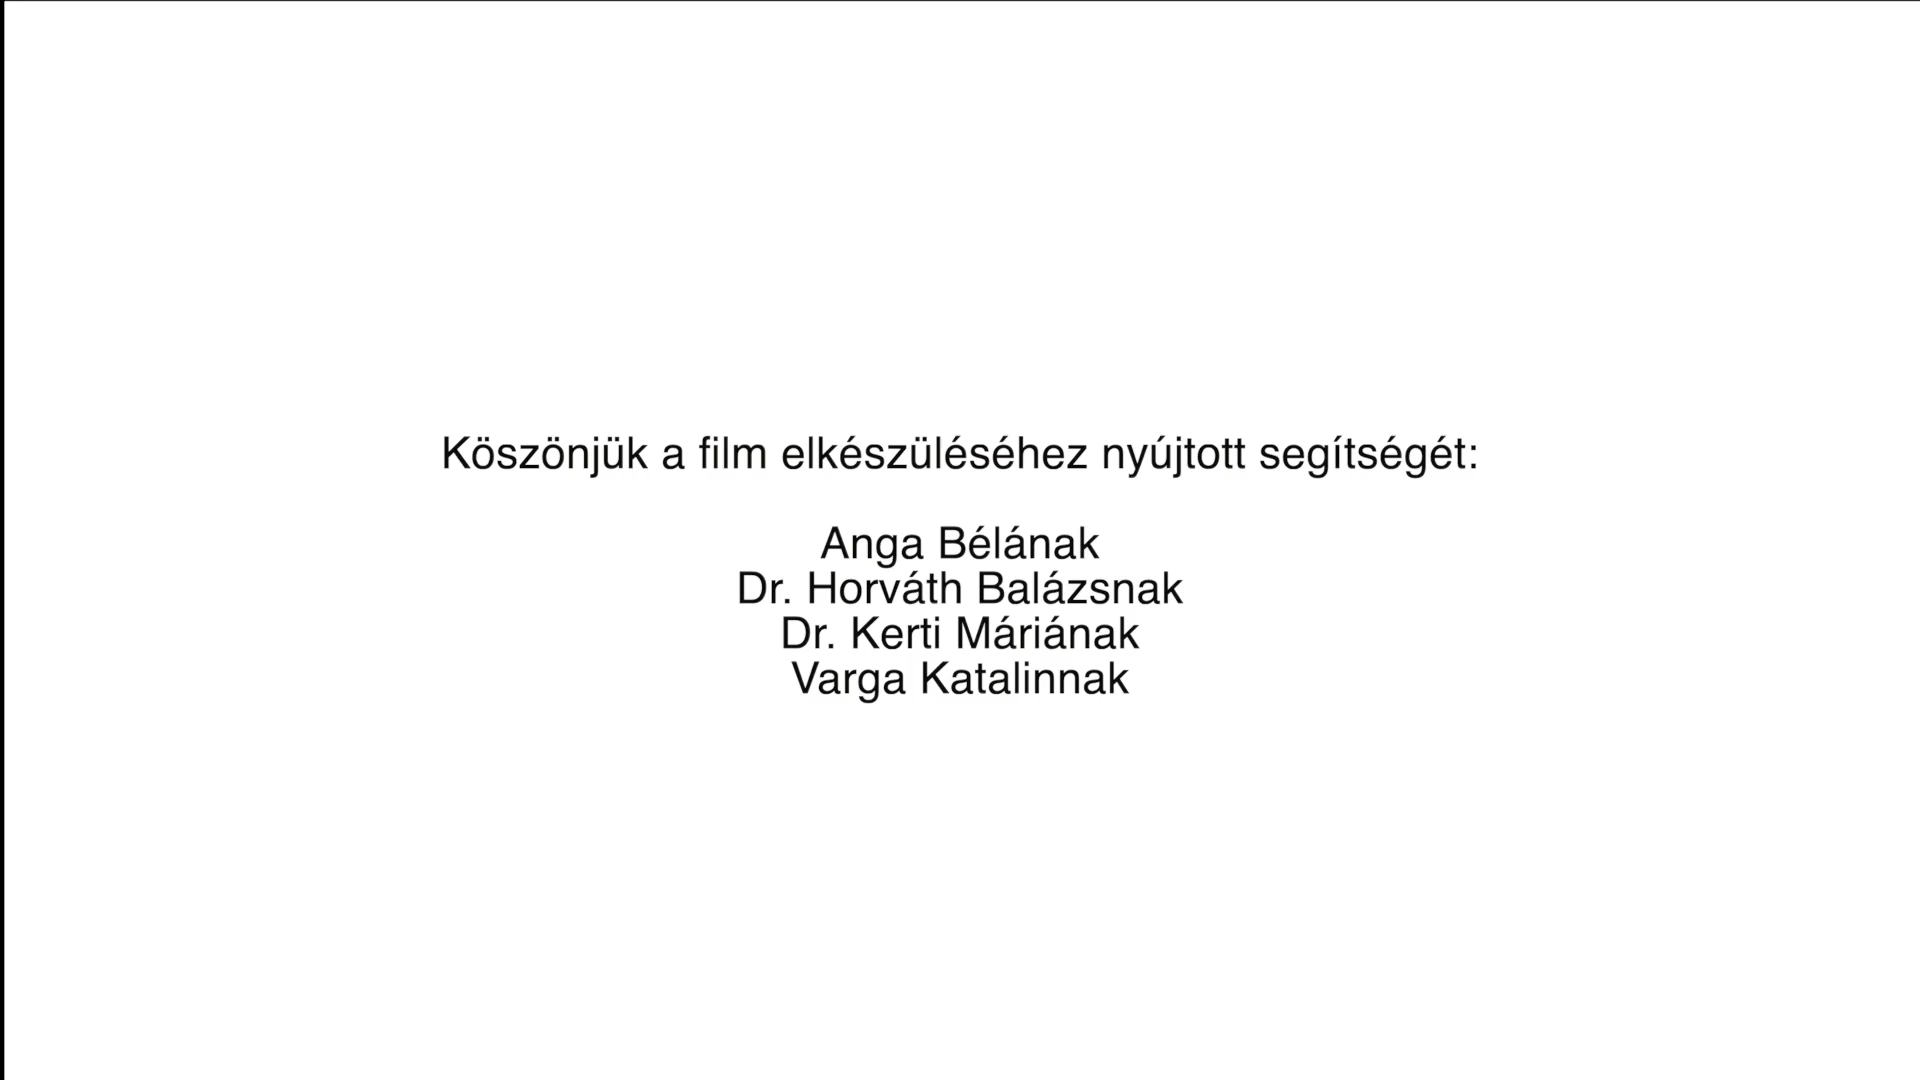 Köszönjük a film elkészüléséhez nyújtott segítségét:
Anga Bélának
Dr. Horváth Balázsnak
Dr. Kerti Máriának
Varga Katalinnak